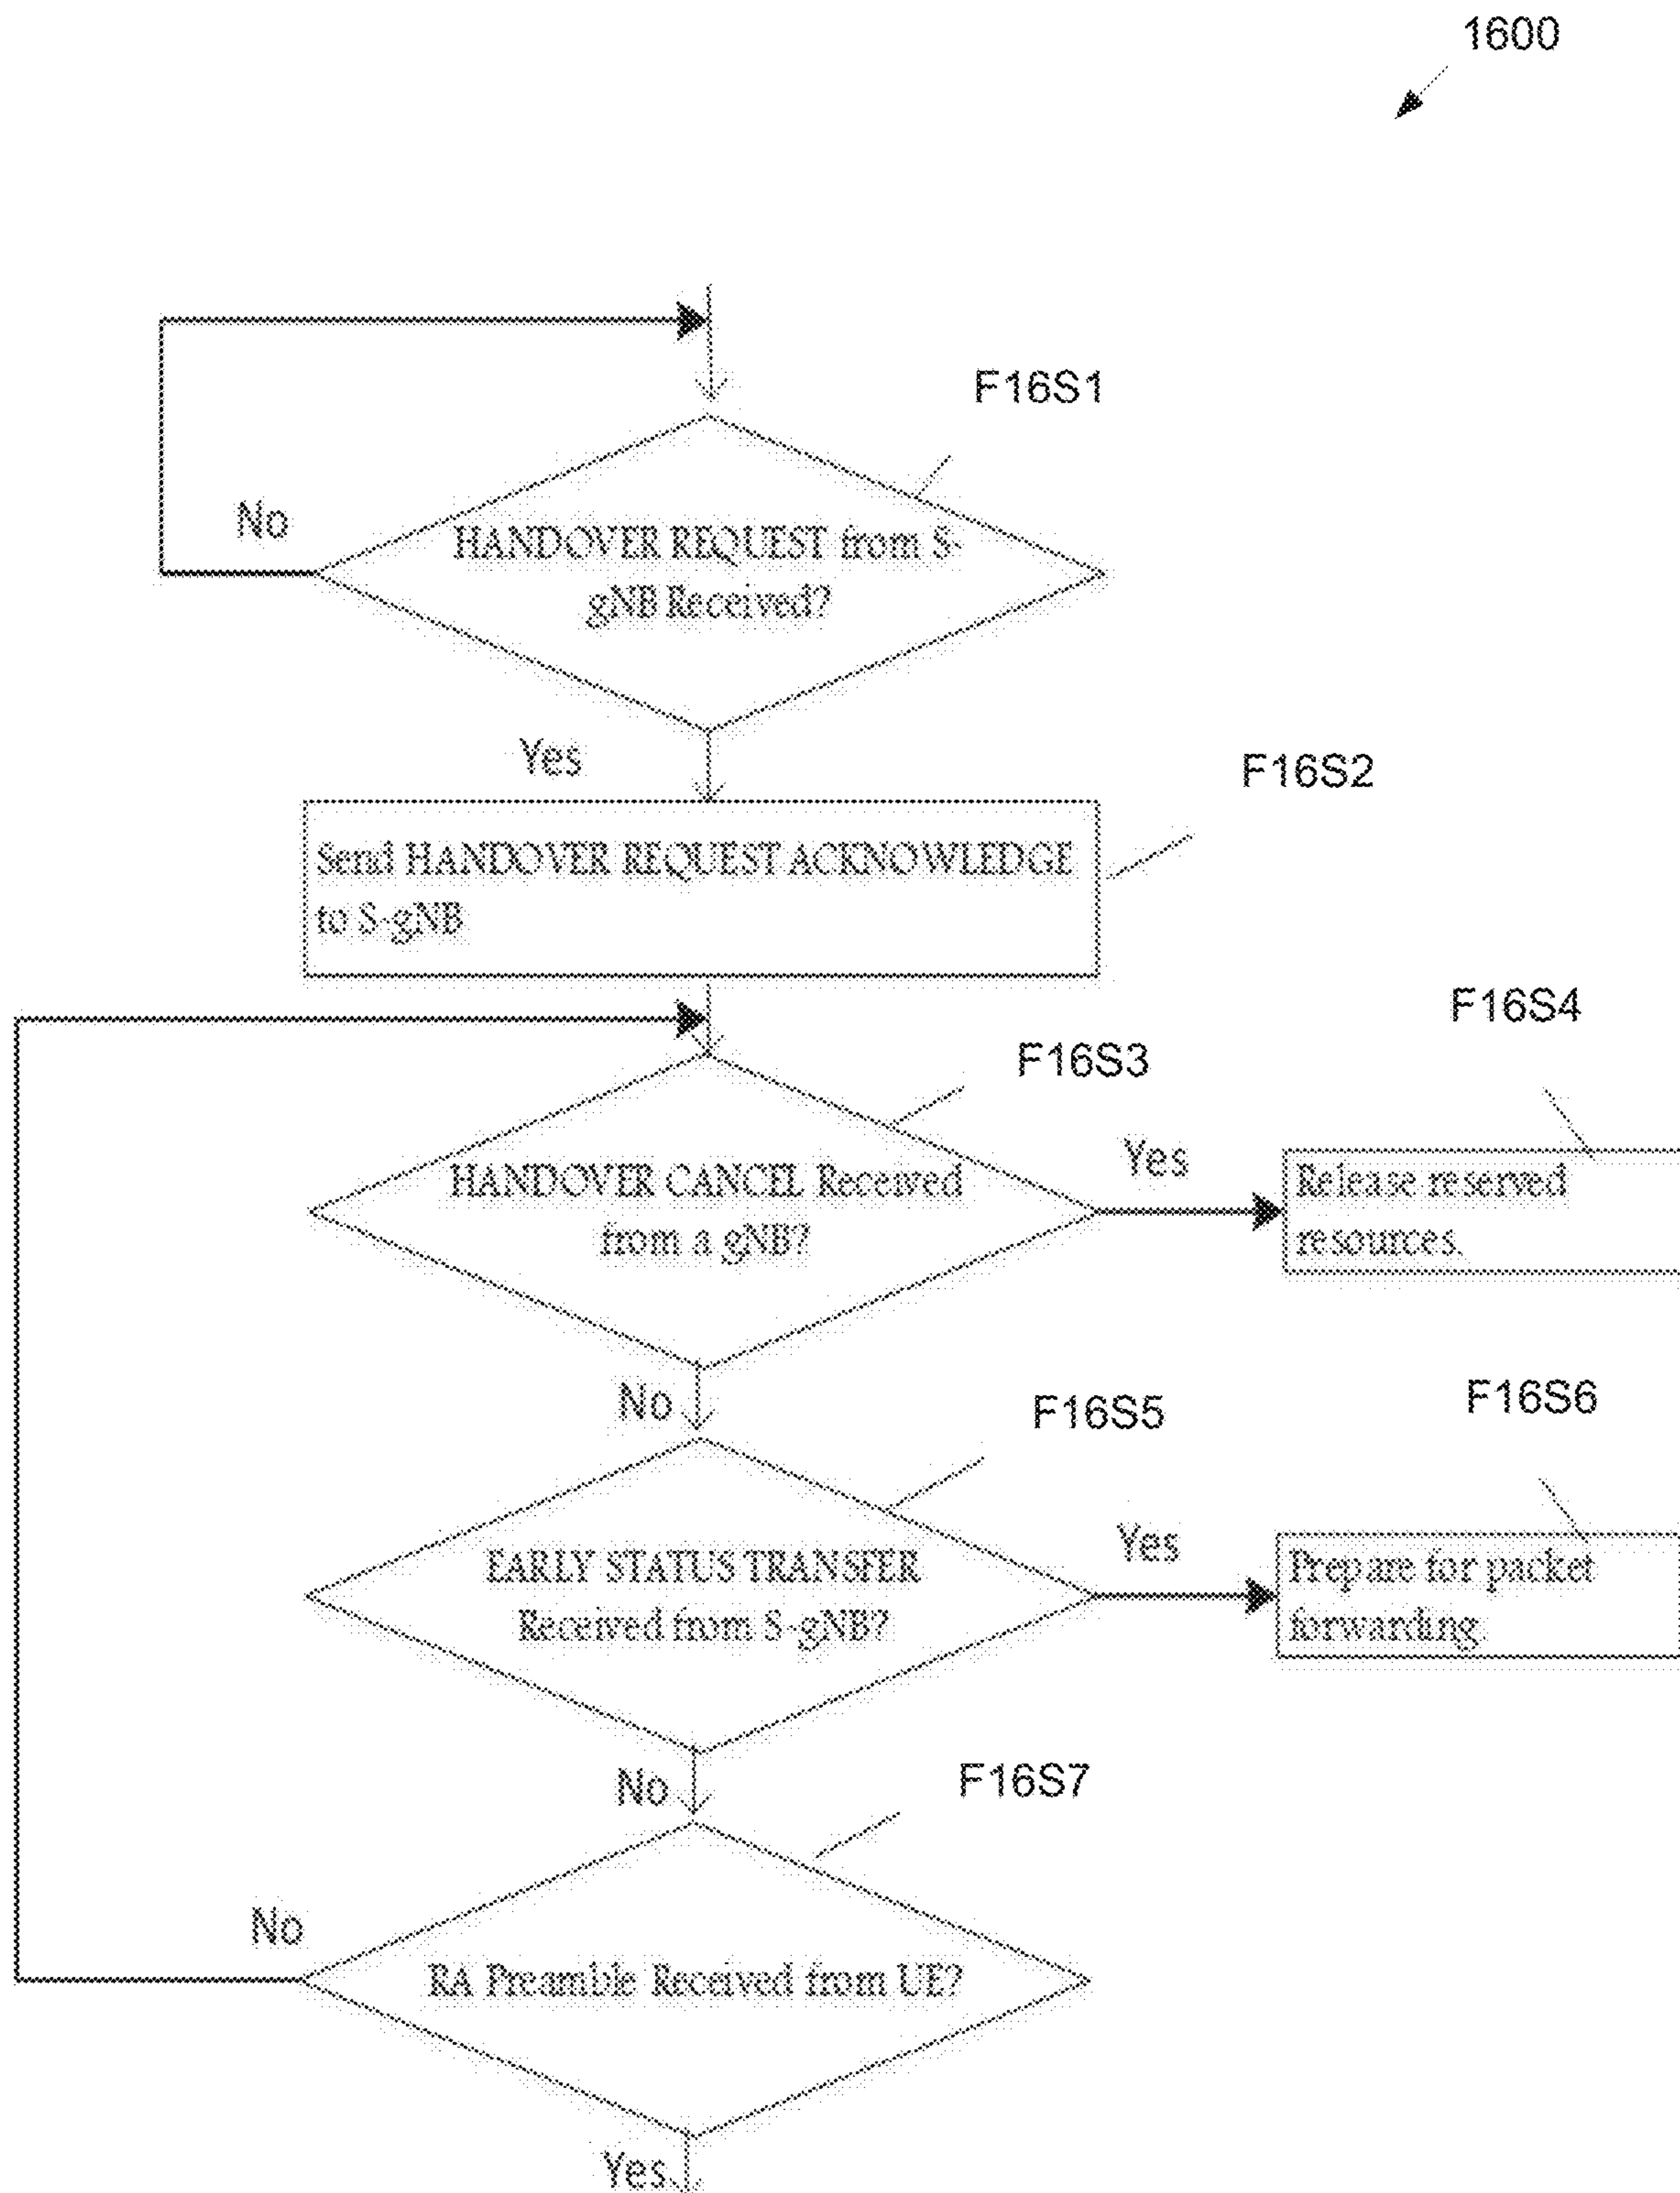 1600
F16S1
No
HANDOVER REQUEST from S-
gNB Received?
Yes
F16S2
Send HANDOVER REQUEST ACKNOWLEDGE
to S-gNB
F16S4
F16S3
Yes
HANDOVER CANCEL Received
from a gNB?
Release reserved
resources.
No
F16S5
F16S6
Yes
EARLY STATUS TRANSFER
Received from S-gNB?
Prepare for packet
forwarding.
No
F16S7
No
RA Preamble Received from UE?
Yes